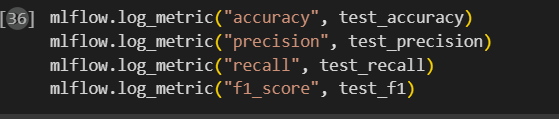 [36] mlflow.log_metric("accuracy", test_accuracy)
mlflow.log_metric("precision", test_precision)
mlflow.log_metric("recall", test_recall)
mlflow.log_metric("f1_score", test_f1)